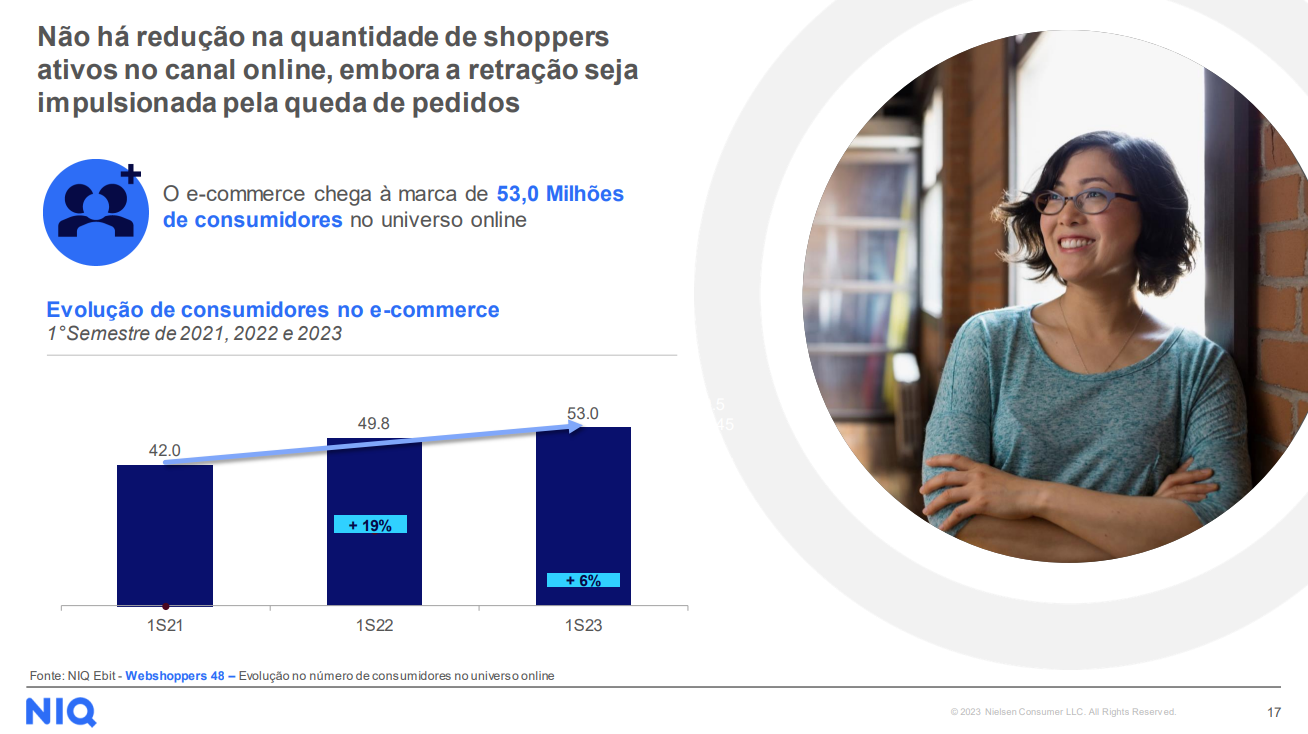 Não há redução na quantidade de shoppers
ativos no canal online, embora a retração seja
impulsionada pela queda de pedidos
O e-commerce chega à marca de 53,0 Milhões
de consumidores no universo online
Evolução de consumidores no e-commerce
1°Semestre de 2021, 2022 e 2023
42.0
49.8
53.0
+ 19%
+ 6%
1S21
1S22
1S23
5
45
Fonte: NIQ Ebit - Webshoppers 48 – Evolução no número de consumidores no universo online
NIQ
© 2023 Nielsen Consumer LLC. All Rights Reserved.
17